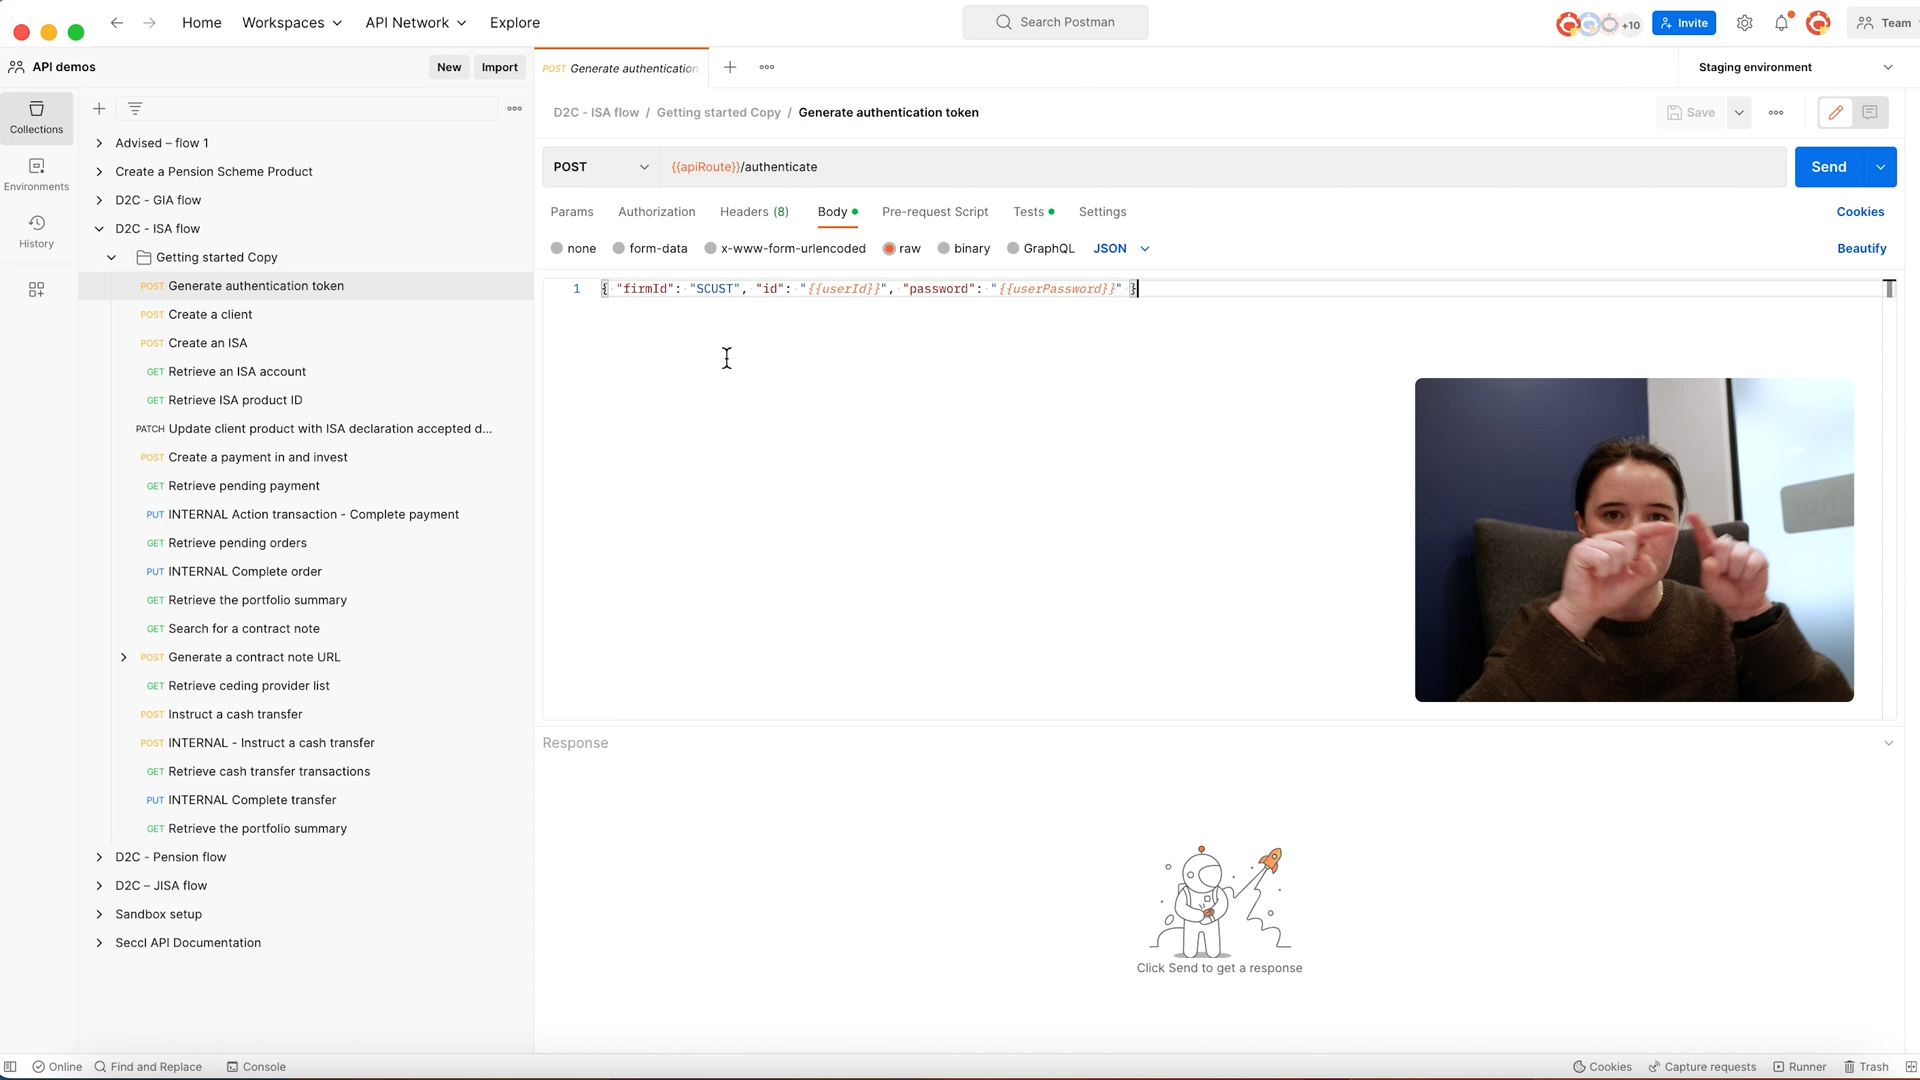 Home Workspaces API Network Explore
Search Postman
+10 Invite Team
API demos New Import
POST Generate authentication
Staging environment
Collections
Environments
History
Advised – flow 1
Create a Pension Scheme Product
D2C - GIA flow
D2C - ISA flow
Getting started Copy
POST Generate authentication token
POST Create a client
POST Create an ISA
GET Retrieve an ISA account
GET Retrieve ISA product ID
PATCH Update client product with ISA declaration accepted d...
POST Create a payment in and invest
GET Retrieve pending payment
PUT INTERNAL Action transaction - Complete payment
GET Retrieve pending orders
PUT INTERNAL Complete order
GET Retrieve the portfolio summary
GET Search for a contract note
POST Generate a contract note URL
GET Retrieve ceding provider list
POST Instruct a cash transfer
POST INTERNAL - Instruct a cash transfer
GET Retrieve cash transfer transactions
PUT INTERNAL Complete transfer
GET Retrieve the portfolio summary
D2C - Pension flow
D2C – JISA flow
Sandbox setup
Seccl API Documentation
D2C - ISA flow / Getting started Copy / Generate authentication token
Save
POST {{apiRoute}}/authenticate
Send
Params Authorization Headers (8) Body Pre-request Script Tests Settings Cookies
none form-data x-www-form-urlencoded raw binary GraphQL JSON Beautify
1 { "firmId": "SCUST", "id": "{{userId}}", "password": "{{userPassword}}" }
Response
Click Send to get a response
Online Find and Replace Console Cookies Capture requests Runner Trash